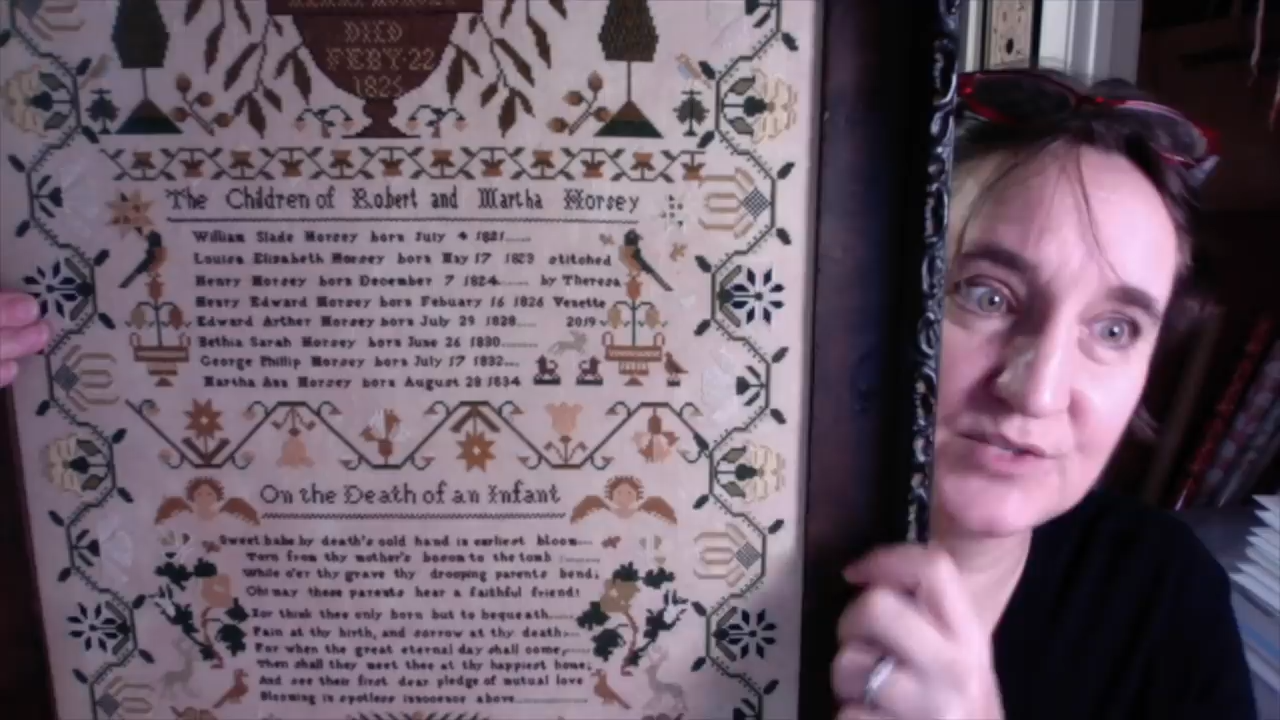 DIED
FEBY·22
The Children of Robert and Martha Horsey
William Slade Horsey born July 4 1821......
Louisa Elisabeth Horsey born May 17 1823 stitched
Henry Horsey born December 7 1824....... by Theresa
Henry Edward Horsey born Febuary 16 1826 Venette
Edward Arther Horsey born July 29 1828..... 2019
Bethia Sarah Horsey born June 26 1830.........
George Phillip Horsey born July 17 1832....
Martha Ann Horsey born August 28 1834
On the Death of an Infant
Sweet babe by death's cold hand in earliest bloom...
Torn from thy mother's bosom to the tomb
While o'er thy grave thy drooping parents bend;
Oh! may these parents hear a faithful friend!
For think thee only born but to bequeath.....
Pain at thy birth, and sorrow at thy death...
For when the great eternal day shall come,.....
Then shall they meet thee at thy happiest home;
And see their first dear pledge of mutual love
Blooming in spotless innocence above